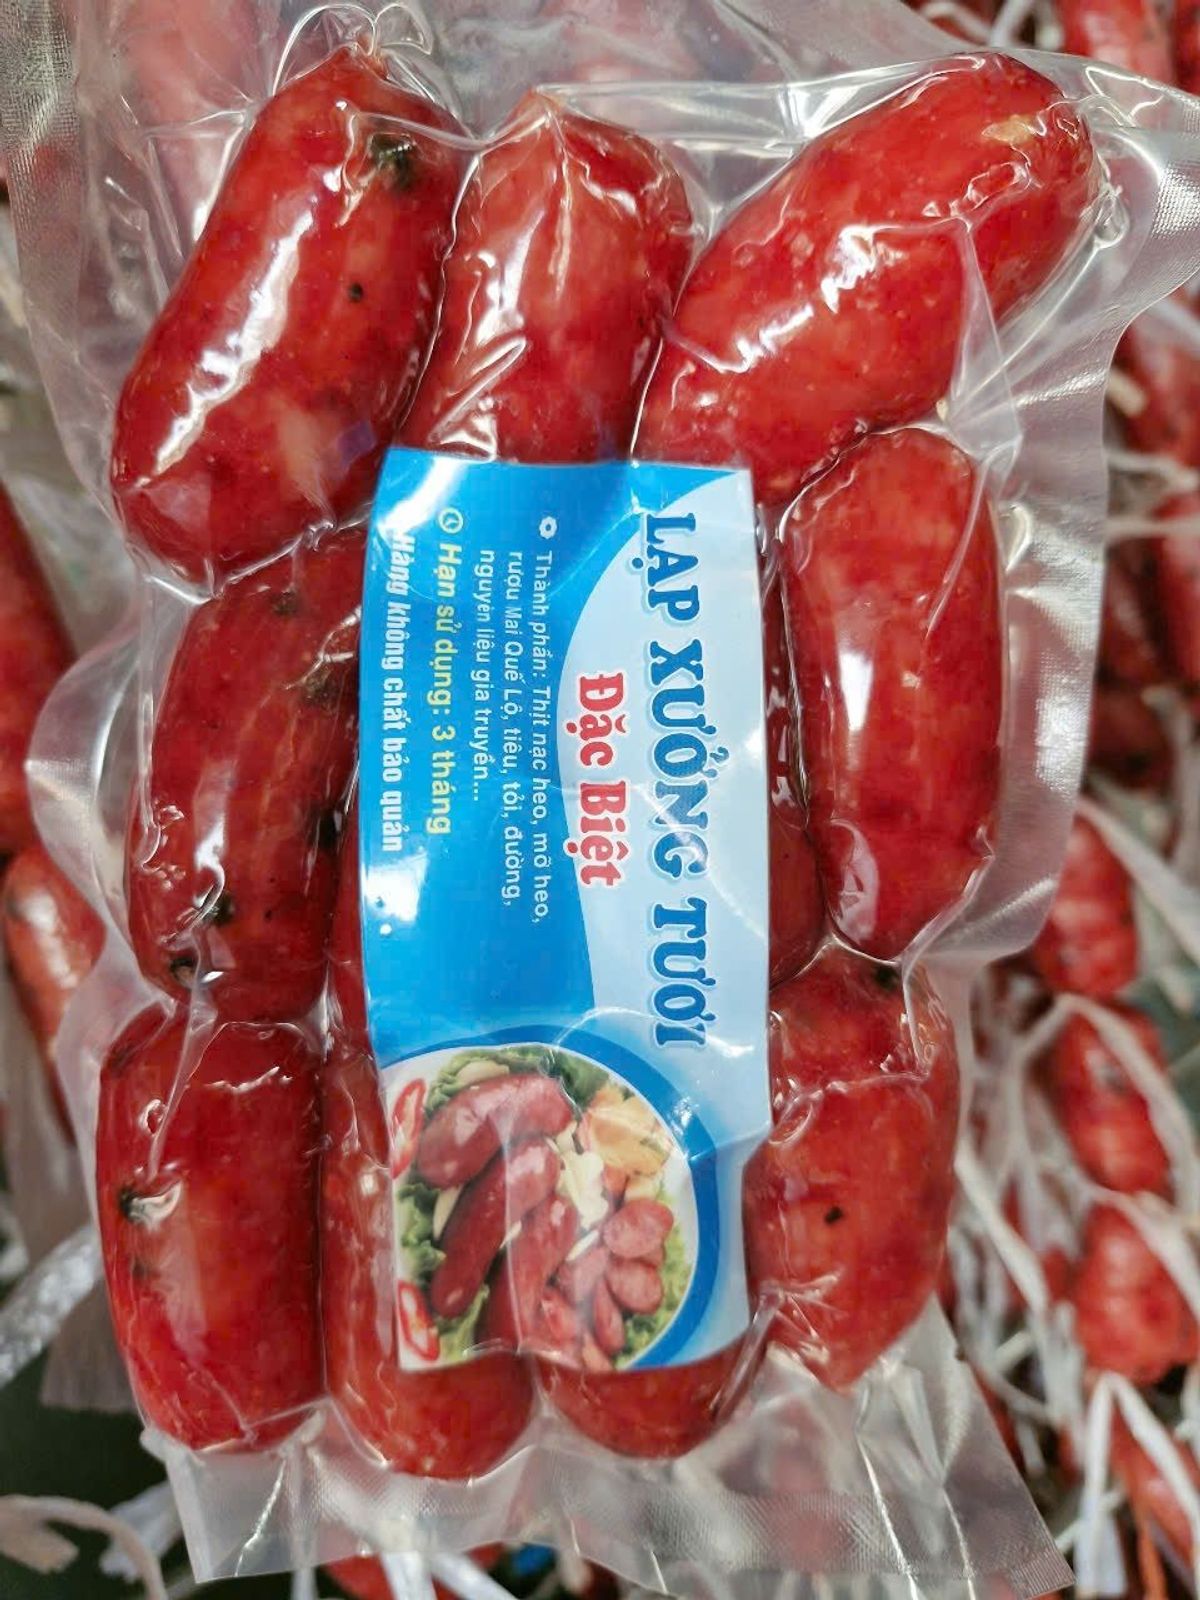 LẠP XƯỞNG TƯƠI
Đặc Biệt
Thành phần: Thịt nạc heo, mỡ heo,
rượu Mai Quế Lộ, tiêu, tỏi, đường,
nguyên liệu gia truyền...
Hạn sử dụng: 3 tháng
Hàng không chất bảo quản